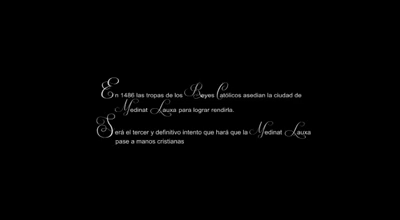 En 1486 las tropas de los Reyes Católicos asedian la ciudad de
Medinat Lauxa para lograr rendirla.
Será el tercer y definitivo intento que hará que la Medinat Lauxa
pase a manos cristianas